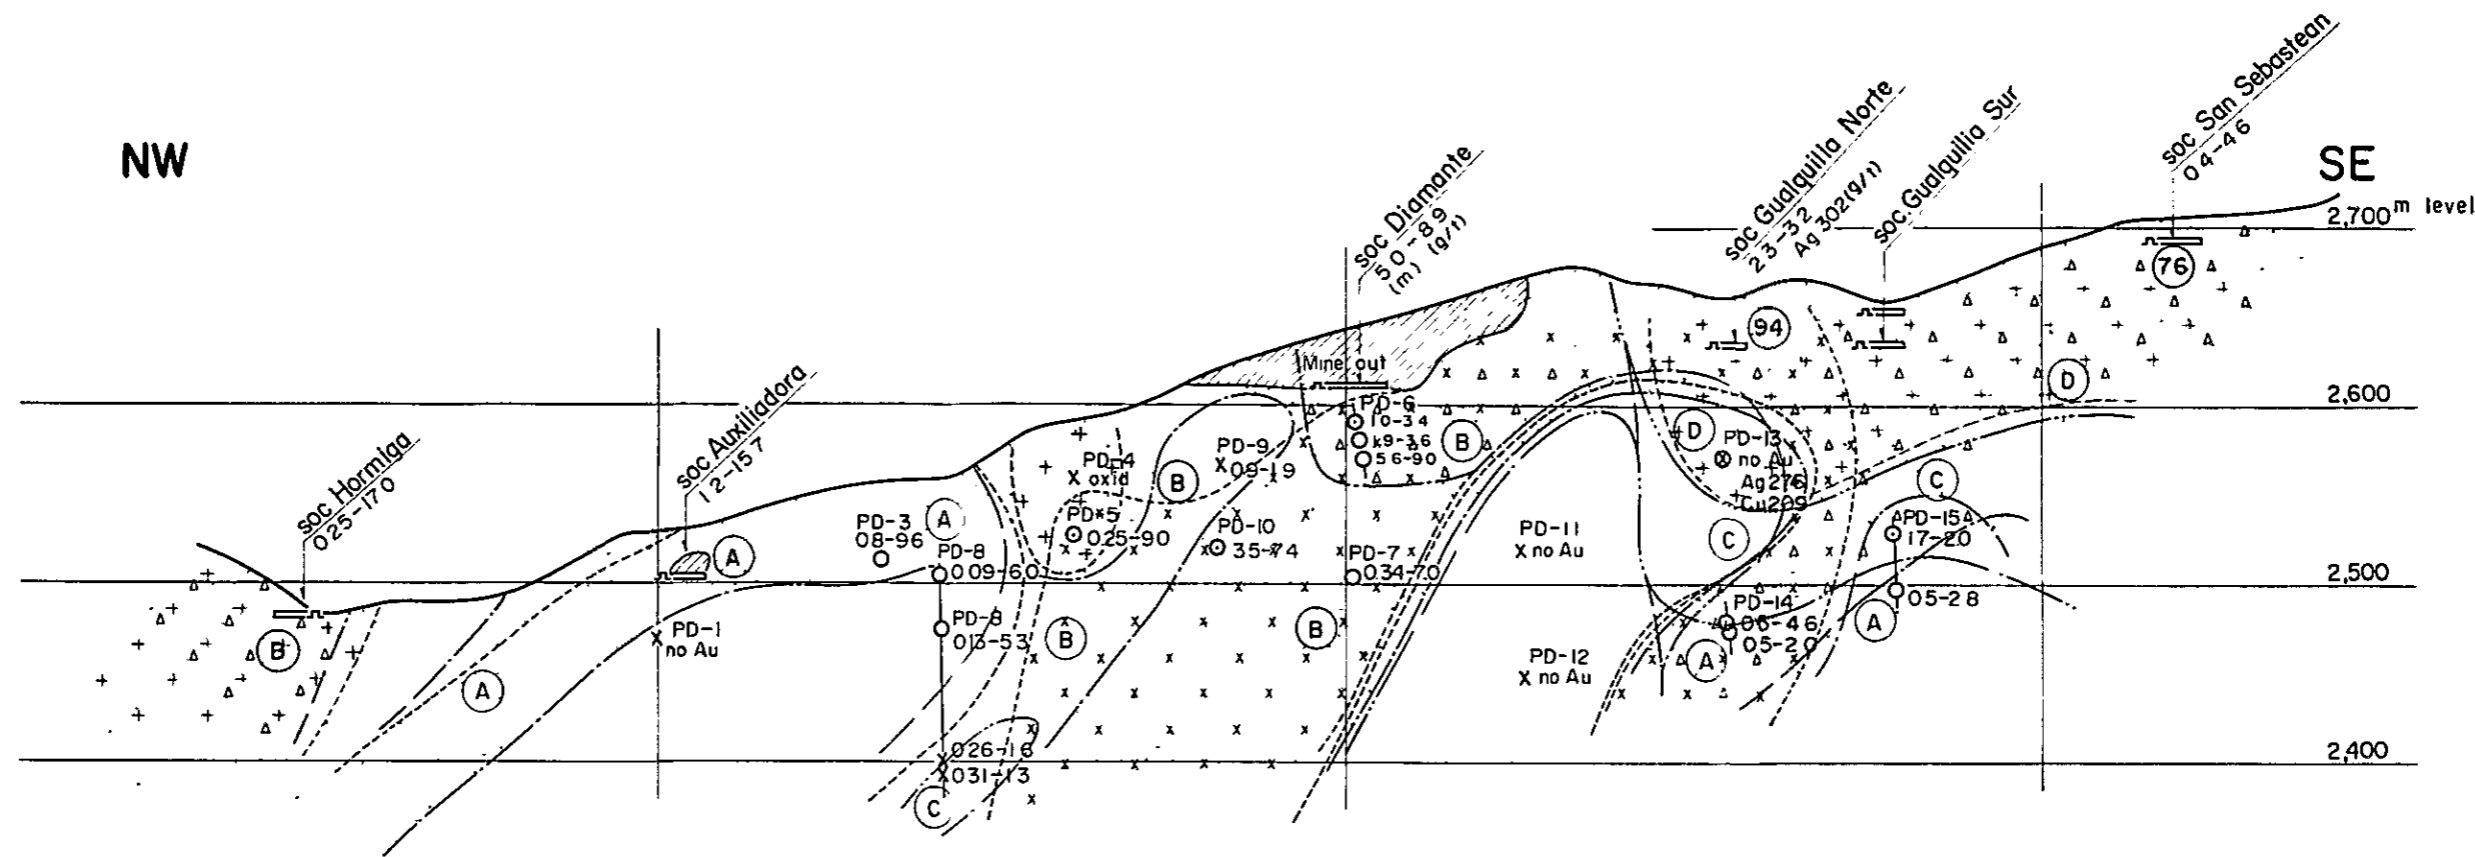 NW
SE
soc Hormiga
025-170
soc Auxiliadora
12-157
soc Diamante
50-89
(m) (g/t)
soc Gualquilla Norte
23-32
Ag 302(g/t)
soc.Gualquilla Sur
soc San Sebastean
04-46
2,700 m level
76
94
Mine out
D
2,600
PD-6
10-34
k9-36
56-90
B
D
PD-13
no Au
Ag276
Cu209
PD-4
oxid
PD-9
09-19
B
C
PD-3
08-96
A
PD-5
025-90
PD-10
35-74
PD-11
no Au
C
PD-15
17-20
PD-8
009-60
A
PD-7
034-70
2,500
05-28
PD-1
no Au
PD-8
013-53
B
B
B
PD-14
06-46
05-20
A
A
PD-12
no Au
A
2,400
026-16
031-13
C